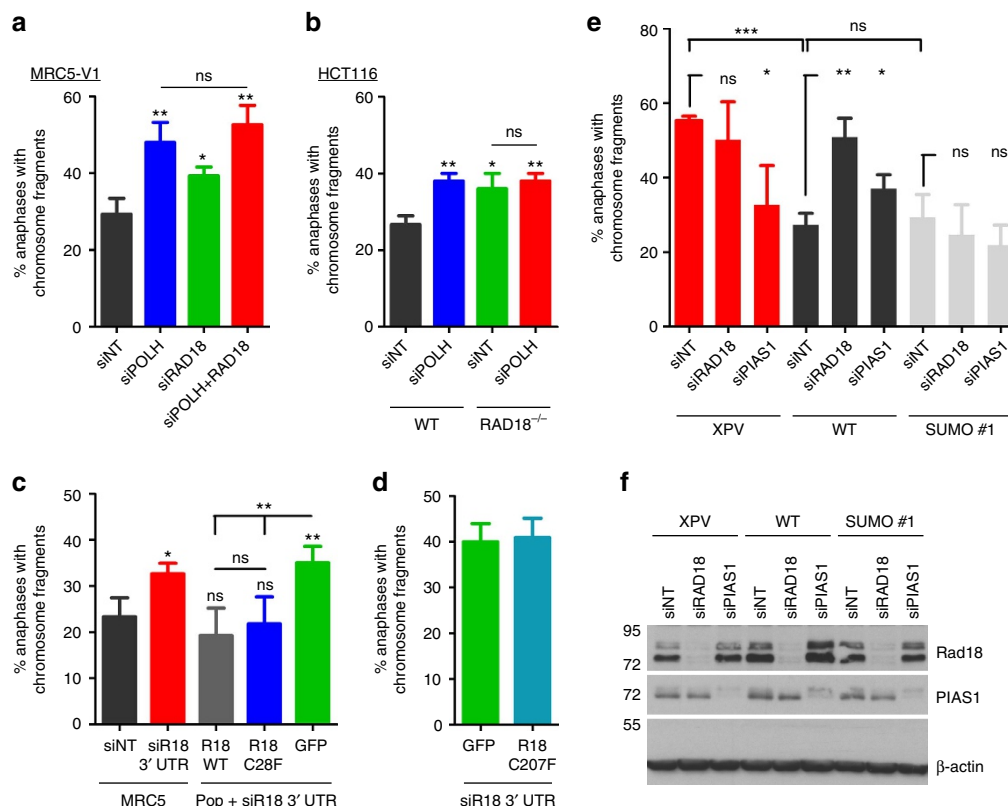 a
MRC5-V1
% anaphases with
chromosome fragments
60
40
20
0
ns
**
*
**
siNT
siPOLH
siRAD18
siPOLH+RAD18
b
HCT116
% anaphases with
chromosome fragments
60
40
20
0
ns
**
*
**
siNT
siPOLH
siNT
siPOLH
WT
RAD18−/−
e
% anaphases with
chromosome fragments
80
60
40
20
0
***
ns
ns
*
**
*
ns
ns
siNT
siRAD18
siPIAS1
siNT
siRAD18
siPIAS1
siNT
siRAD18
siPIAS1
XPV
WT
SUMO #1
c
% anaphases with
chromosome fragments
50
40
30
20
10
0
*
**
ns
ns
ns
**
siNT
siR18
3′ UTR
R18
WT
R18
C28F
GFP
MRC5
Pop + siR18 3′ UTR
d
% anaphases with
chromosome fragments
50
40
30
20
10
0
GFP
R18
C207F
siR18 3′ UTR
f
XPV
WT
SUMO #1
siNT
siRAD18
siPIAS1
siNT
siRAD18
siPIAS1
siNT
siRAD18
siPIAS1
95
72
Rad18
72
PIAS1
55
β-actin